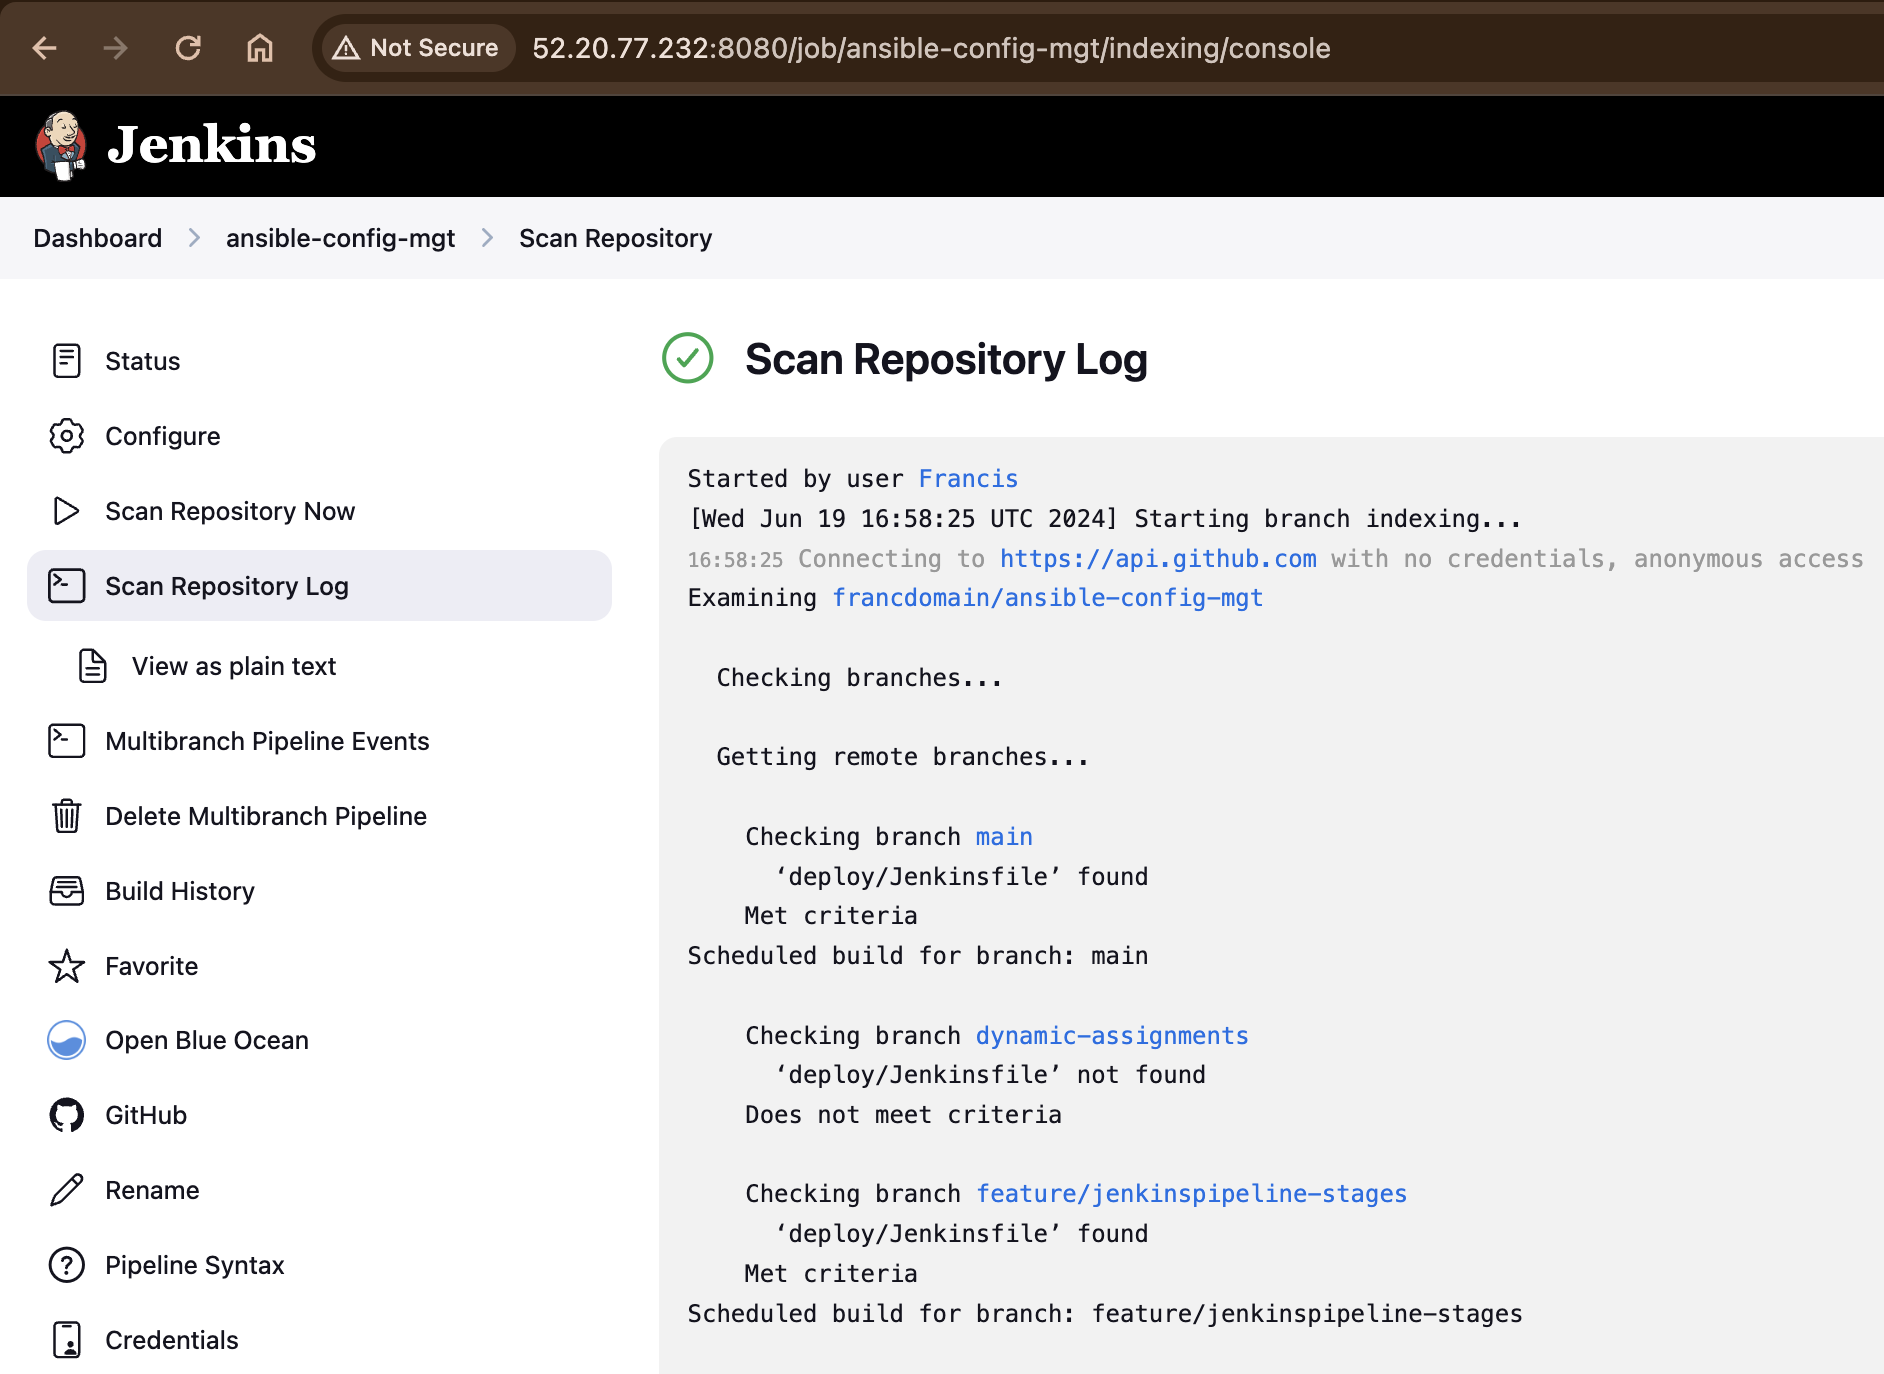 Not Secure 52.20.77.232:8080/job/ansible-config-mgt/indexing/console
Jenkins
Dashboard ansible-config-mgt Scan Repository
Status
Configure
Scan Repository Now
Scan Repository Log
View as plain text
Multibranch Pipeline Events
Delete Multibranch Pipeline
Build History
Favorite
Open Blue Ocean
GitHub
Rename
Pipeline Syntax
Credentials
Scan Repository Log
Started by user Francis
[Wed Jun 19 16:58:25 UTC 2024] Starting branch indexing...
16:58:25 Connecting to https://api.github.com with no credentials, anonymous access
Examining francdomain/ansible-config-mgt
Checking branches...
Getting remote branches...
Checking branch main
‘deploy/Jenkinsfile’ found
Met criteria
Scheduled build for branch: main
Checking branch dynamic-assignments
‘deploy/Jenkinsfile’ not found
Does not meet criteria
Checking branch feature/jenkinspipeline-stages
‘deploy/Jenkinsfile’ found
Met criteria
Scheduled build for branch: feature/jenkinspipeline-stages